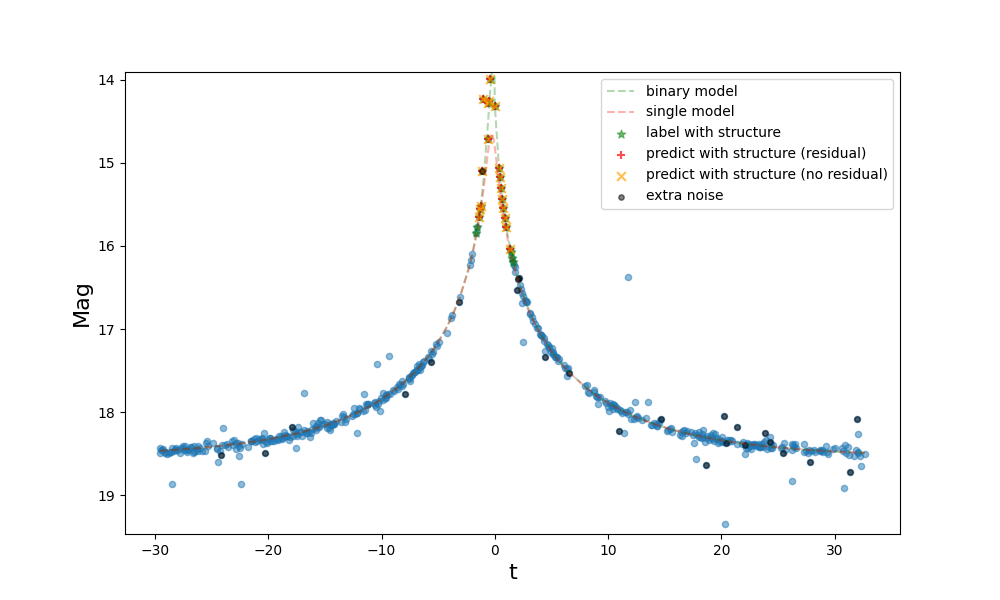 14
15
16
17
18
19
Mag
−30
−20
−10
0
10
20
30
t
binary model
single model
label with structure
predict with structure (residual)
predict with structure (no residual)
extra noise